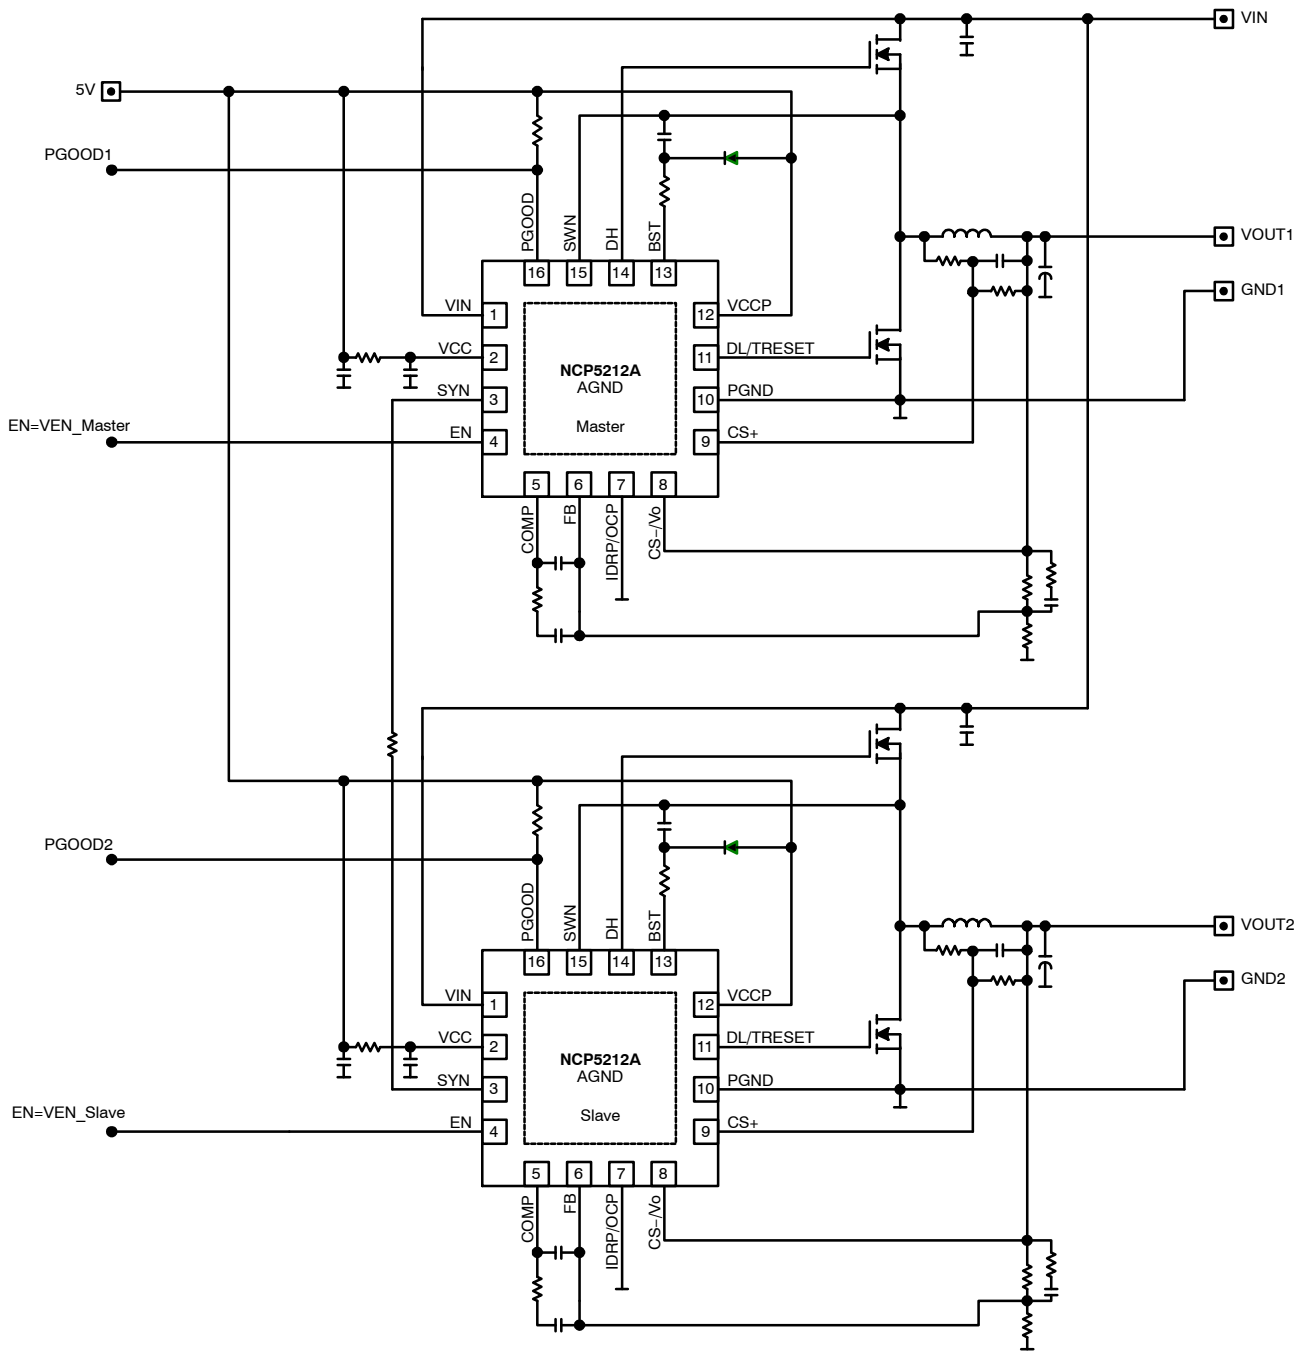 VIN
5V
PGOOD1
PGOOD
SWN
DH
BST
VOUT1
16
15
14
13
GND1
VIN
1
12
VCCP
VCC
2
11
DL/TRESET
NCP5212A
AGND
SYN
3
10
PGND
EN=VEN_Master
Master
EN
4
9
CS+
5
6
7
8
COMP
FB
IDRP/OCP
CS−/Vo
PGOOD2
PGOOD
SWN
DH
BST
VOUT2
16
15
14
13
GND2
VIN
1
12
VCCP
VCC
2
11
DL/TRESET
NCP5212A
AGND
SYN
3
10
PGND
EN=VEN_Slave
Slave
EN
4
9
CS+
5
6
7
8
COMP
FB
IDRP/OCP
CS−/Vo